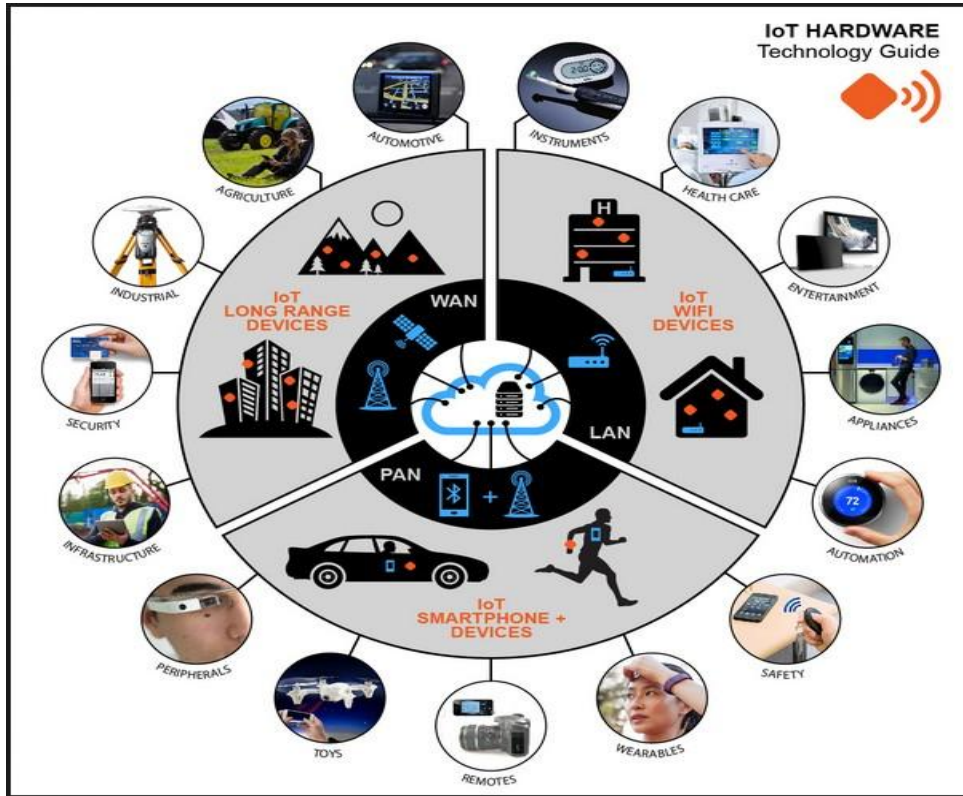 IoT HARDWARE
Technology Guide
AUTOMOTIVE
INSTRUMENTS
AGRICULTURE
HEALTH CARE
INDUSTRIAL
ENTERTAINMENT
SECURITY
APPLIANCES
INFRASTRUCTURE
AUTOMATION
PERIPHERALS
SAFETY
TOYS
WEARABLES
REMOTES
H
WAN
IoT
LONG RANGE
DEVICES
IoT
WIFI
DEVICES
LAN
PAN
+
IoT
SMARTPHONE +
DEVICES
72